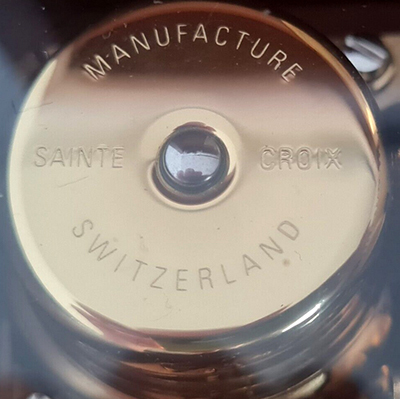 MANUFACTURE
SAINTE CROIX
SWITZERLAND